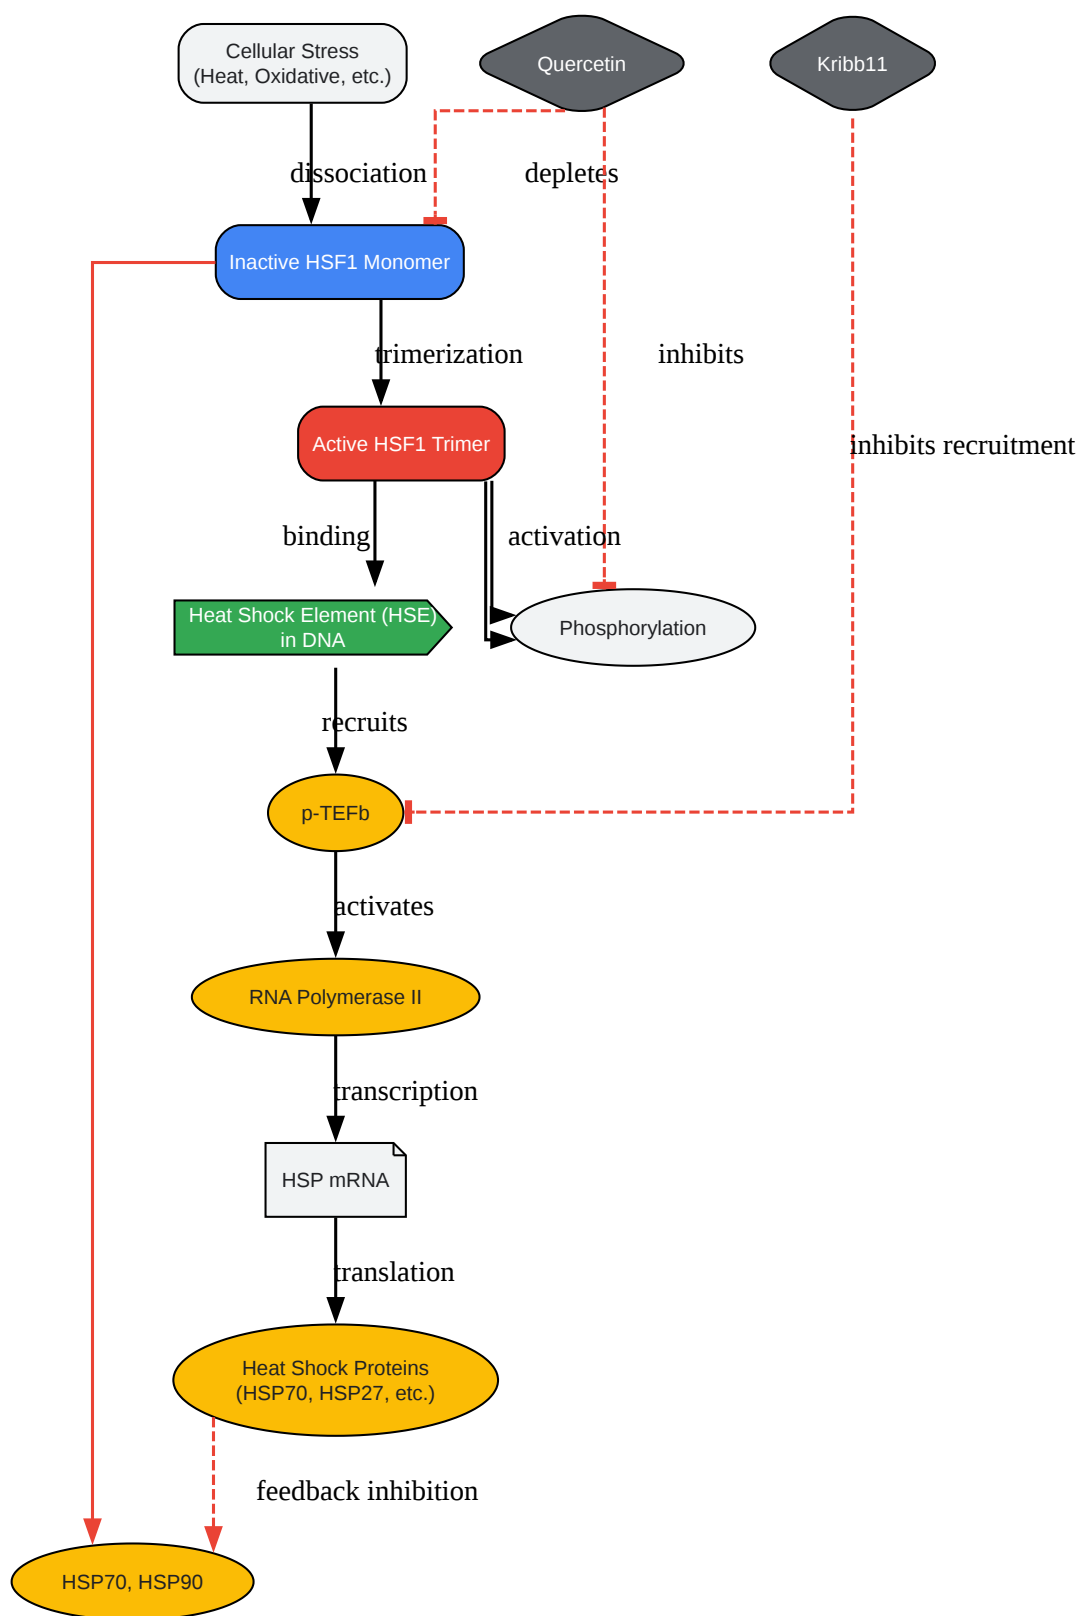 Cellular Stress
(Heat, Oxidative, etc.)
Quercetin
Kribb11
dissociation
depletes
Inactive HSF1 Monomer
trimerization
inhibits
Active HSF1 Trimer
inhibits recruitment
binding
activation
Heat Shock Element (HSE)
in DNA
Phosphorylation
recruits
p-TEFb
activates
RNA Polymerase II
transcription
HSP mRNA
translation
Heat Shock Proteins
(HSP70, HSP27, etc.)
feedback inhibition
HSP70, HSP90